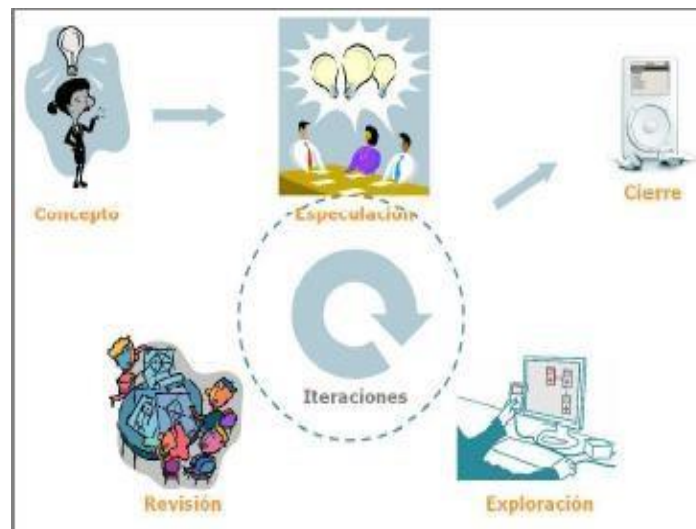 Concepto
Especulación
Cierre
Iteraciones
Revisión
Exploración